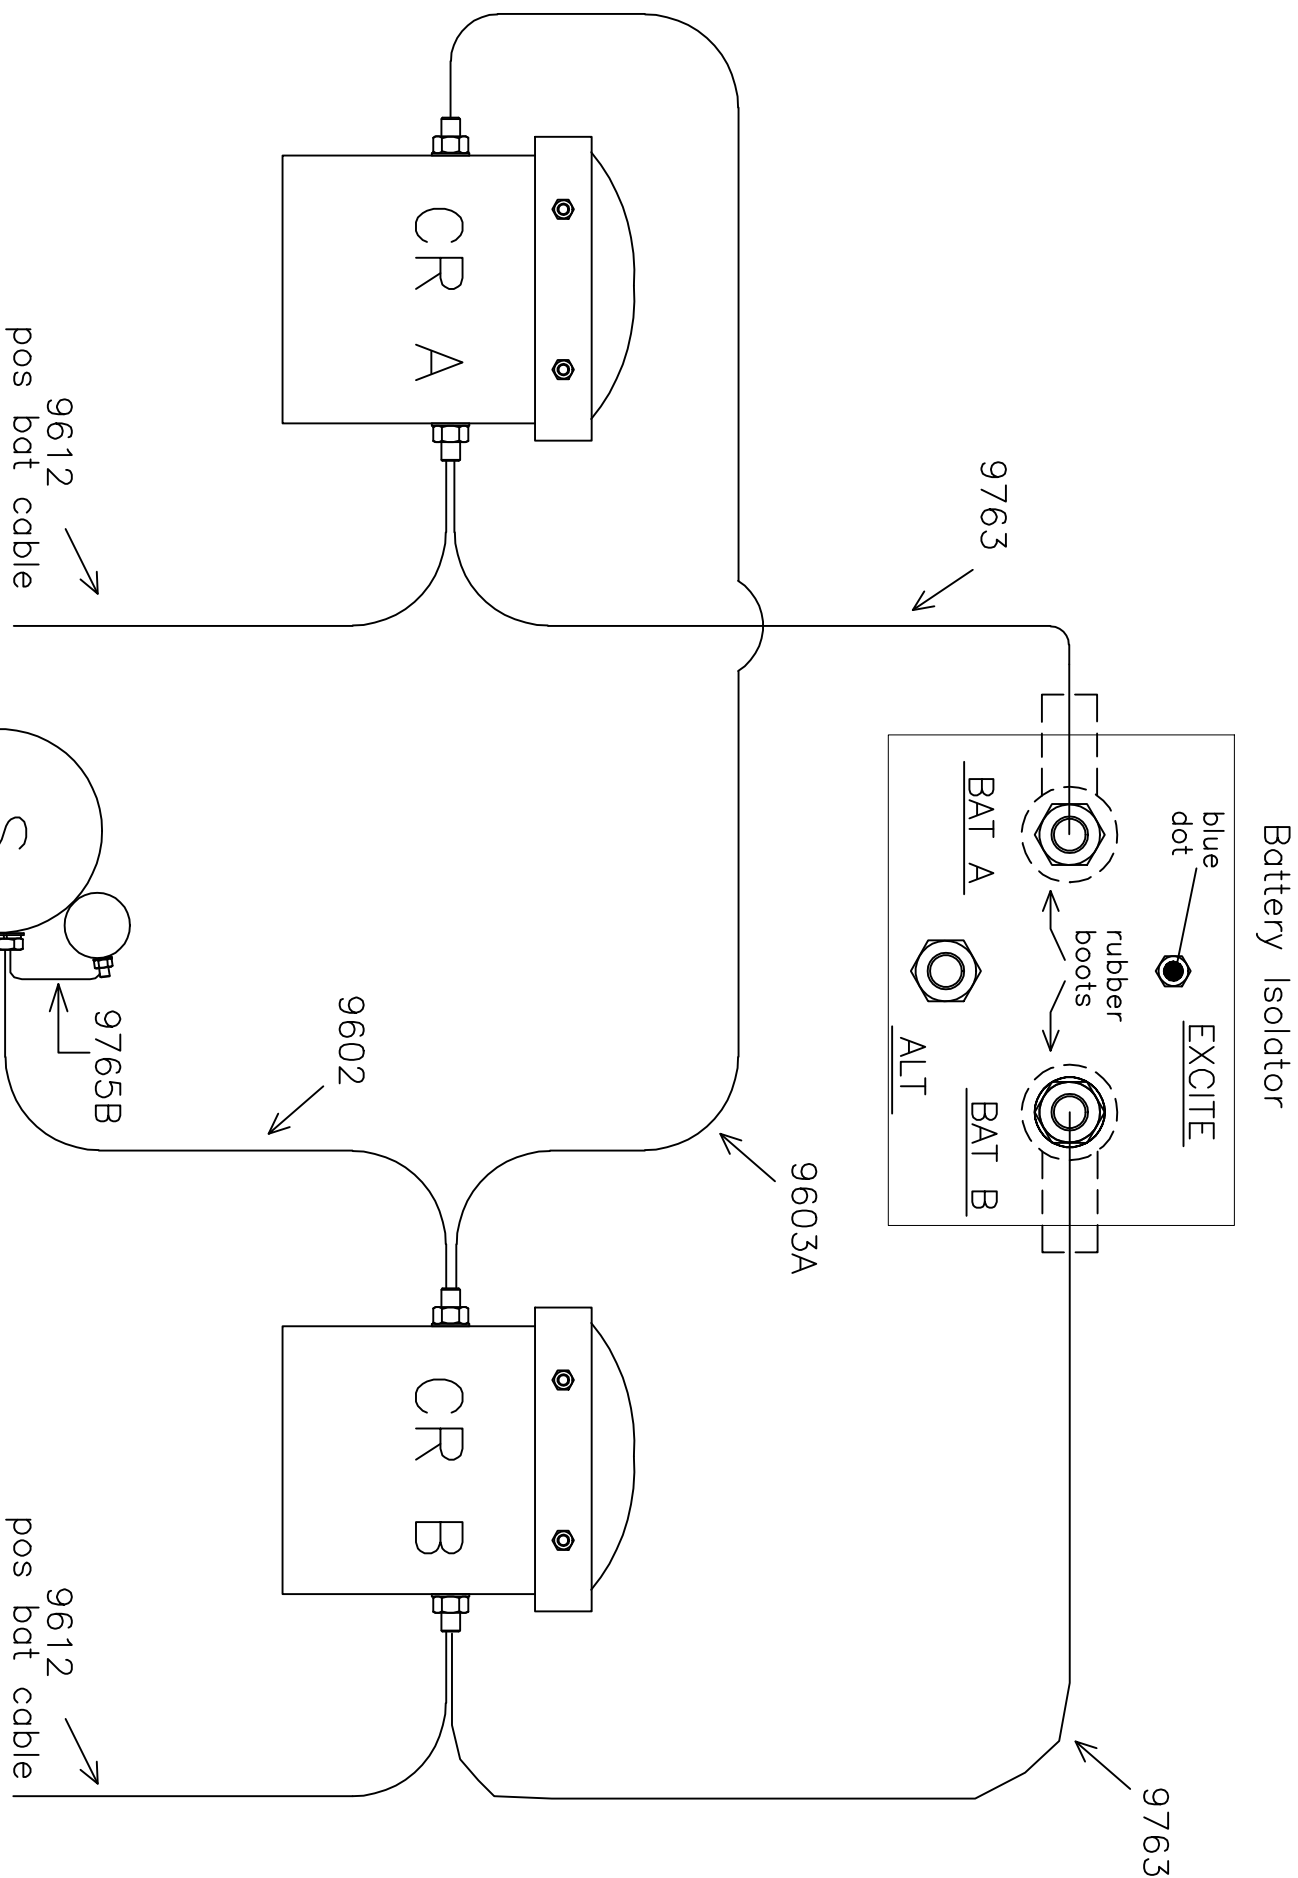 Battery Isolator
blue
dot
EXCITE
rubber
boots
BAT A
BAT B
ALT
9763
9763
9603A
CR A
CR B
9602
9765B
S
9612
pos bat cable
9612
pos bat cable